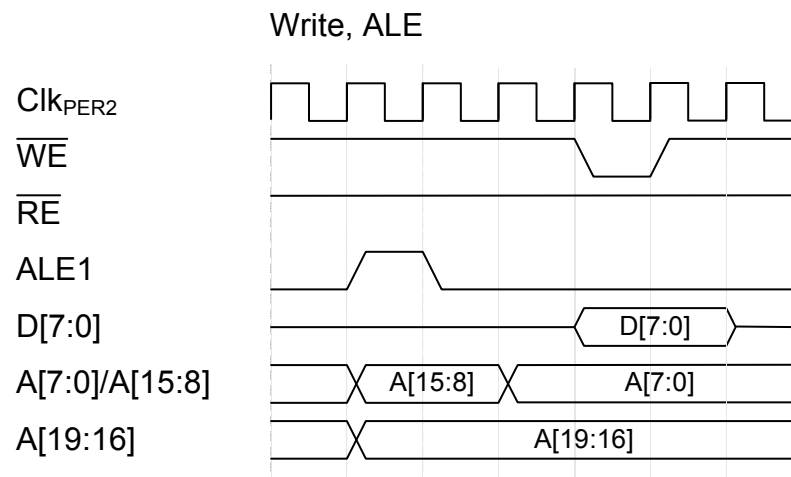 Write, ALE
ClkPER2
WE
RE
ALE1
D[7:0] D[7:0]
A[7:0]/A[15:8] A[15:8] A[7:0]
A[19:16] A[19:16]